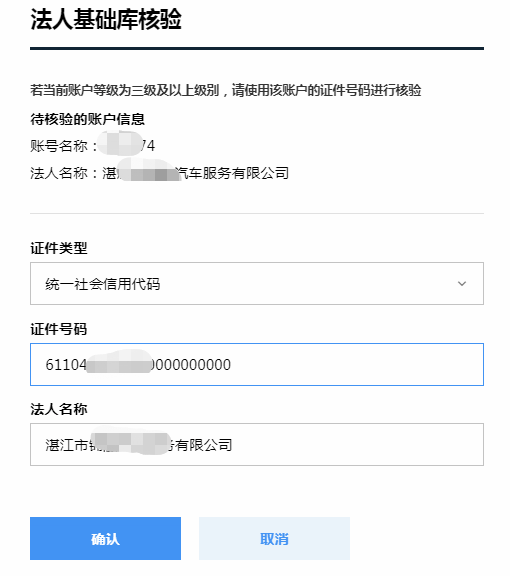 法人基础库核验
若当前账户等级为三级及以上级别，请使用该账户的证件号码进行核验
待核验的账户信息
账号名称：74
法人名称：湛汽车服务有限公司
证件类型
统一社会信用代码
证件号码
611040000000000
法人名称
湛江市务有限公司
确认
取消